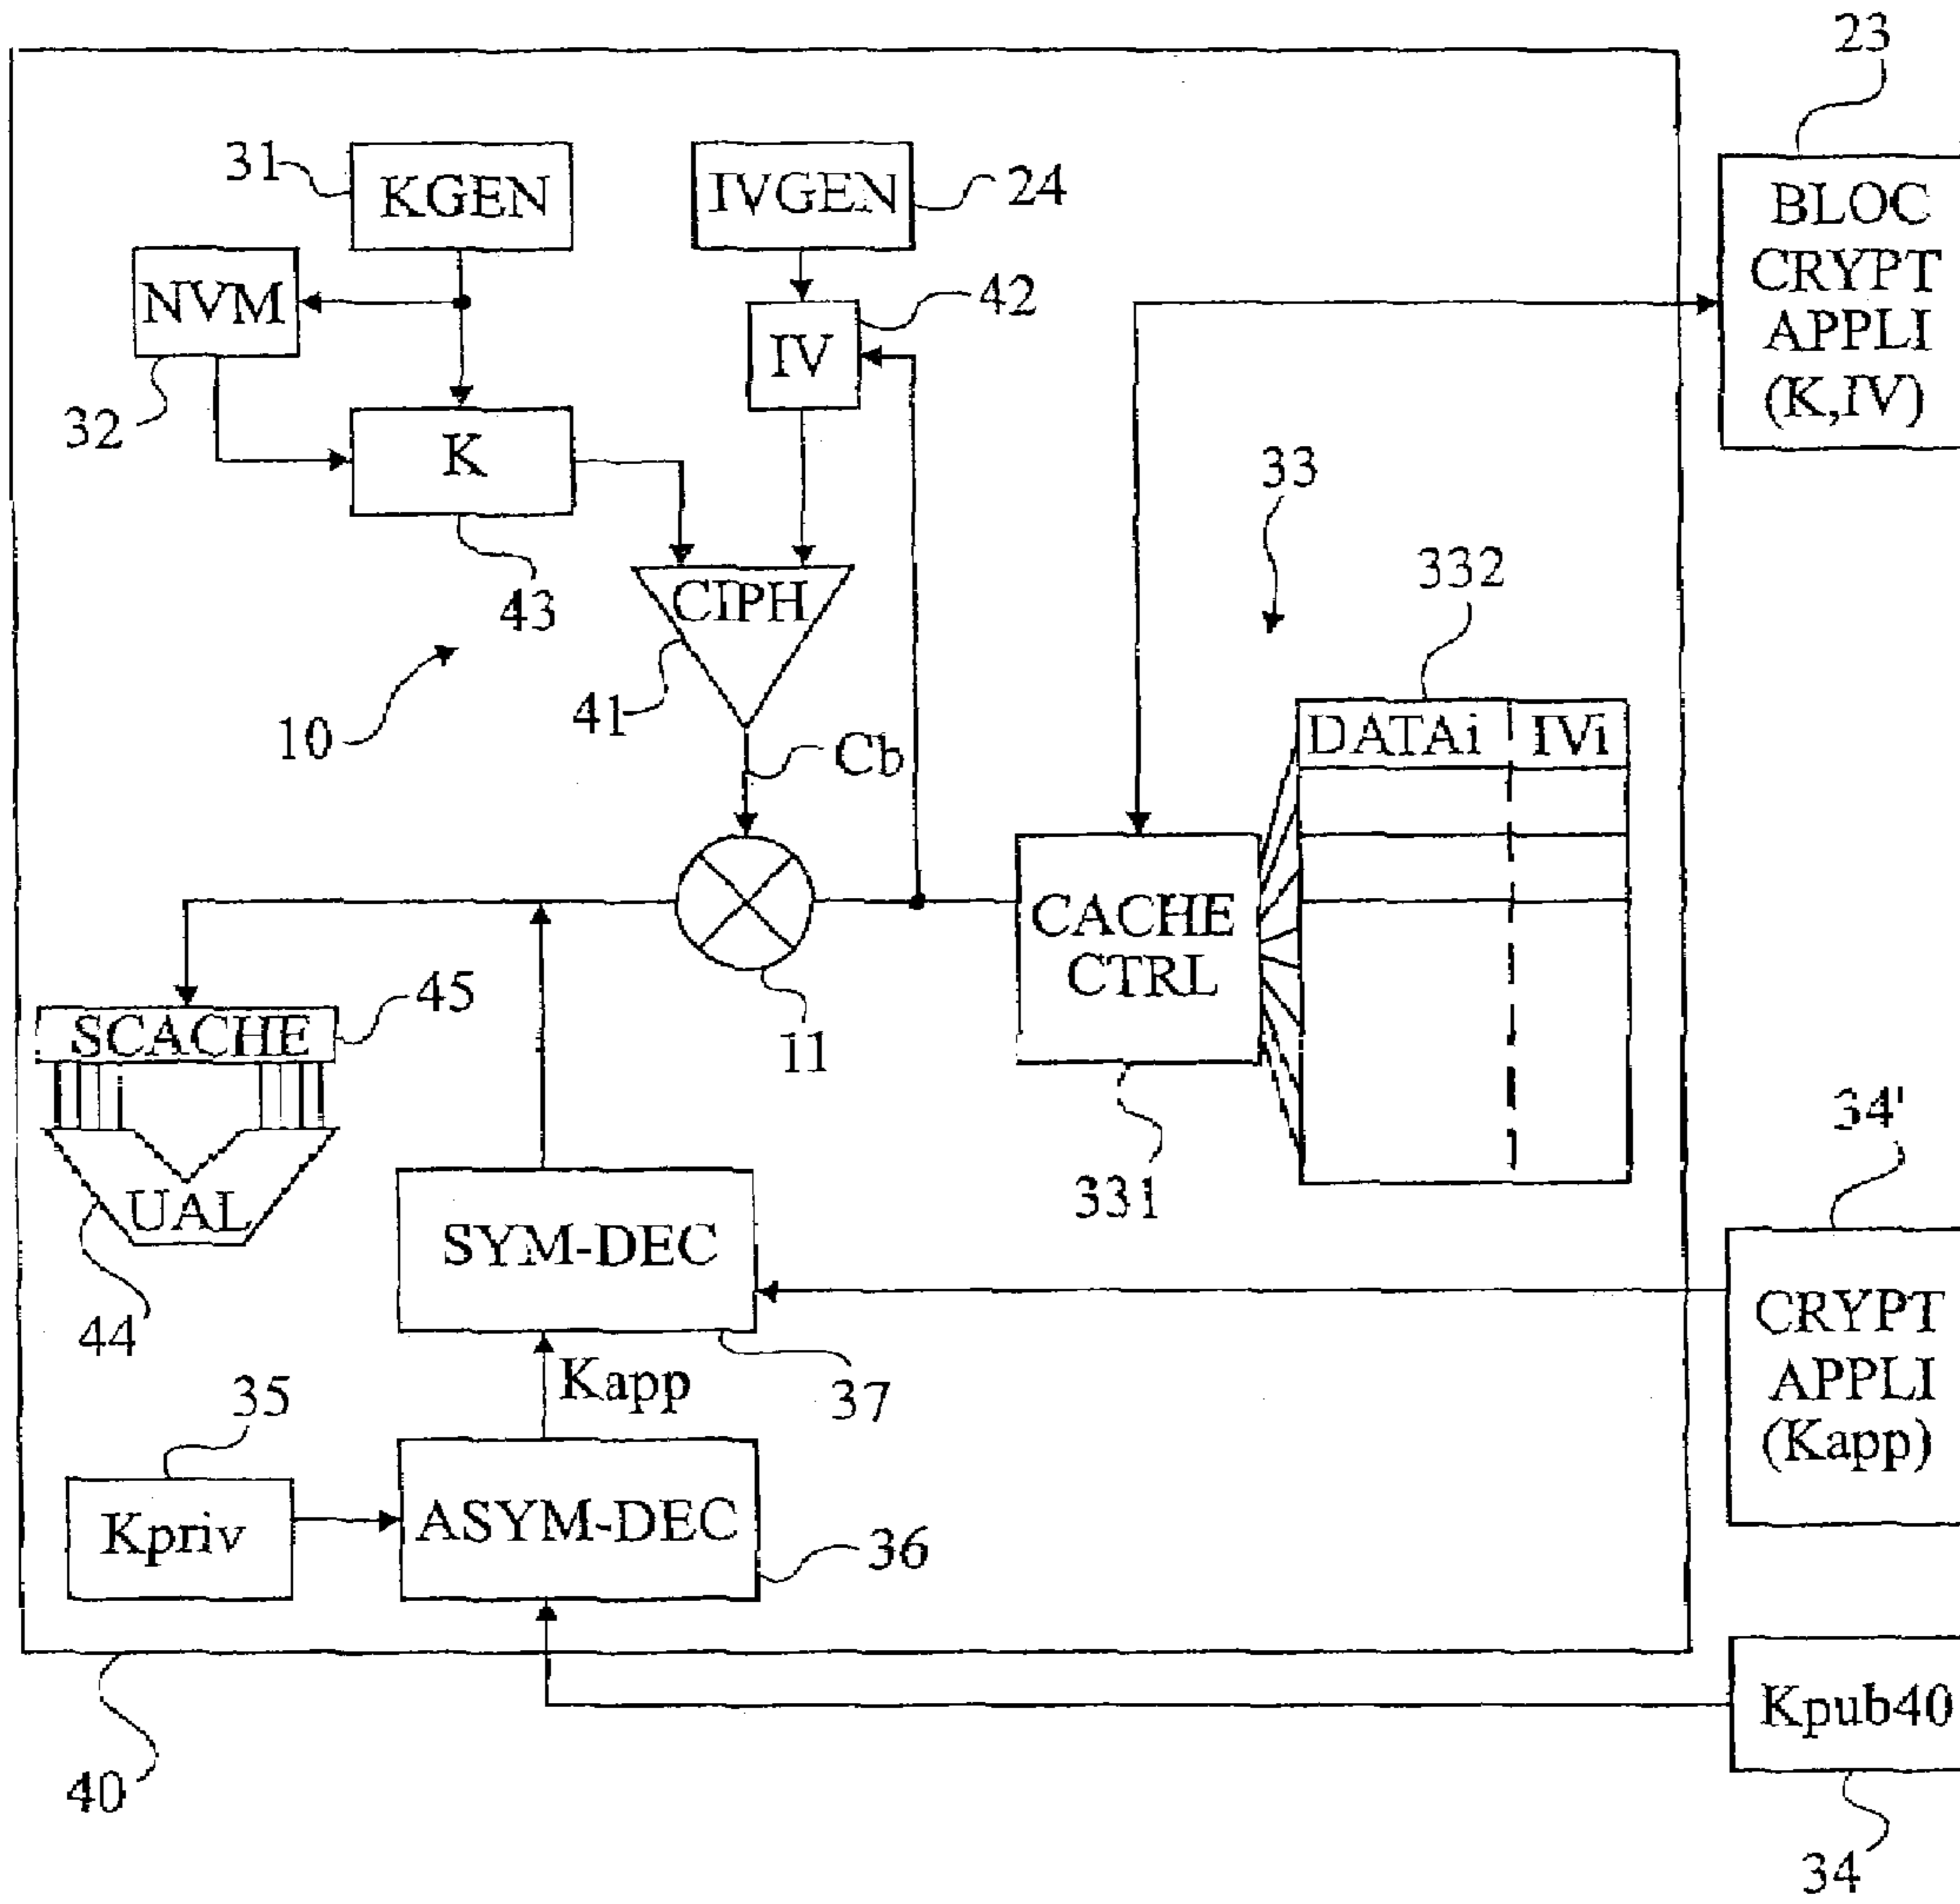 23
31
KGEN
IVGEN
24
BLOC
CRYPT
APPLI
(K,IV)
NVM
42
IV
32
K
33
43
CIPH
332
10
41
Cb
DATAi
IVi
CACHE
CTRL
45
SCACHE
11
34'
331
UAL
SYM-DEC
CRYPT
APPLI
(Kapp)
44
Kapp
37
35
Kpriv
ASYM-DEC
36
Kpub40
40
34